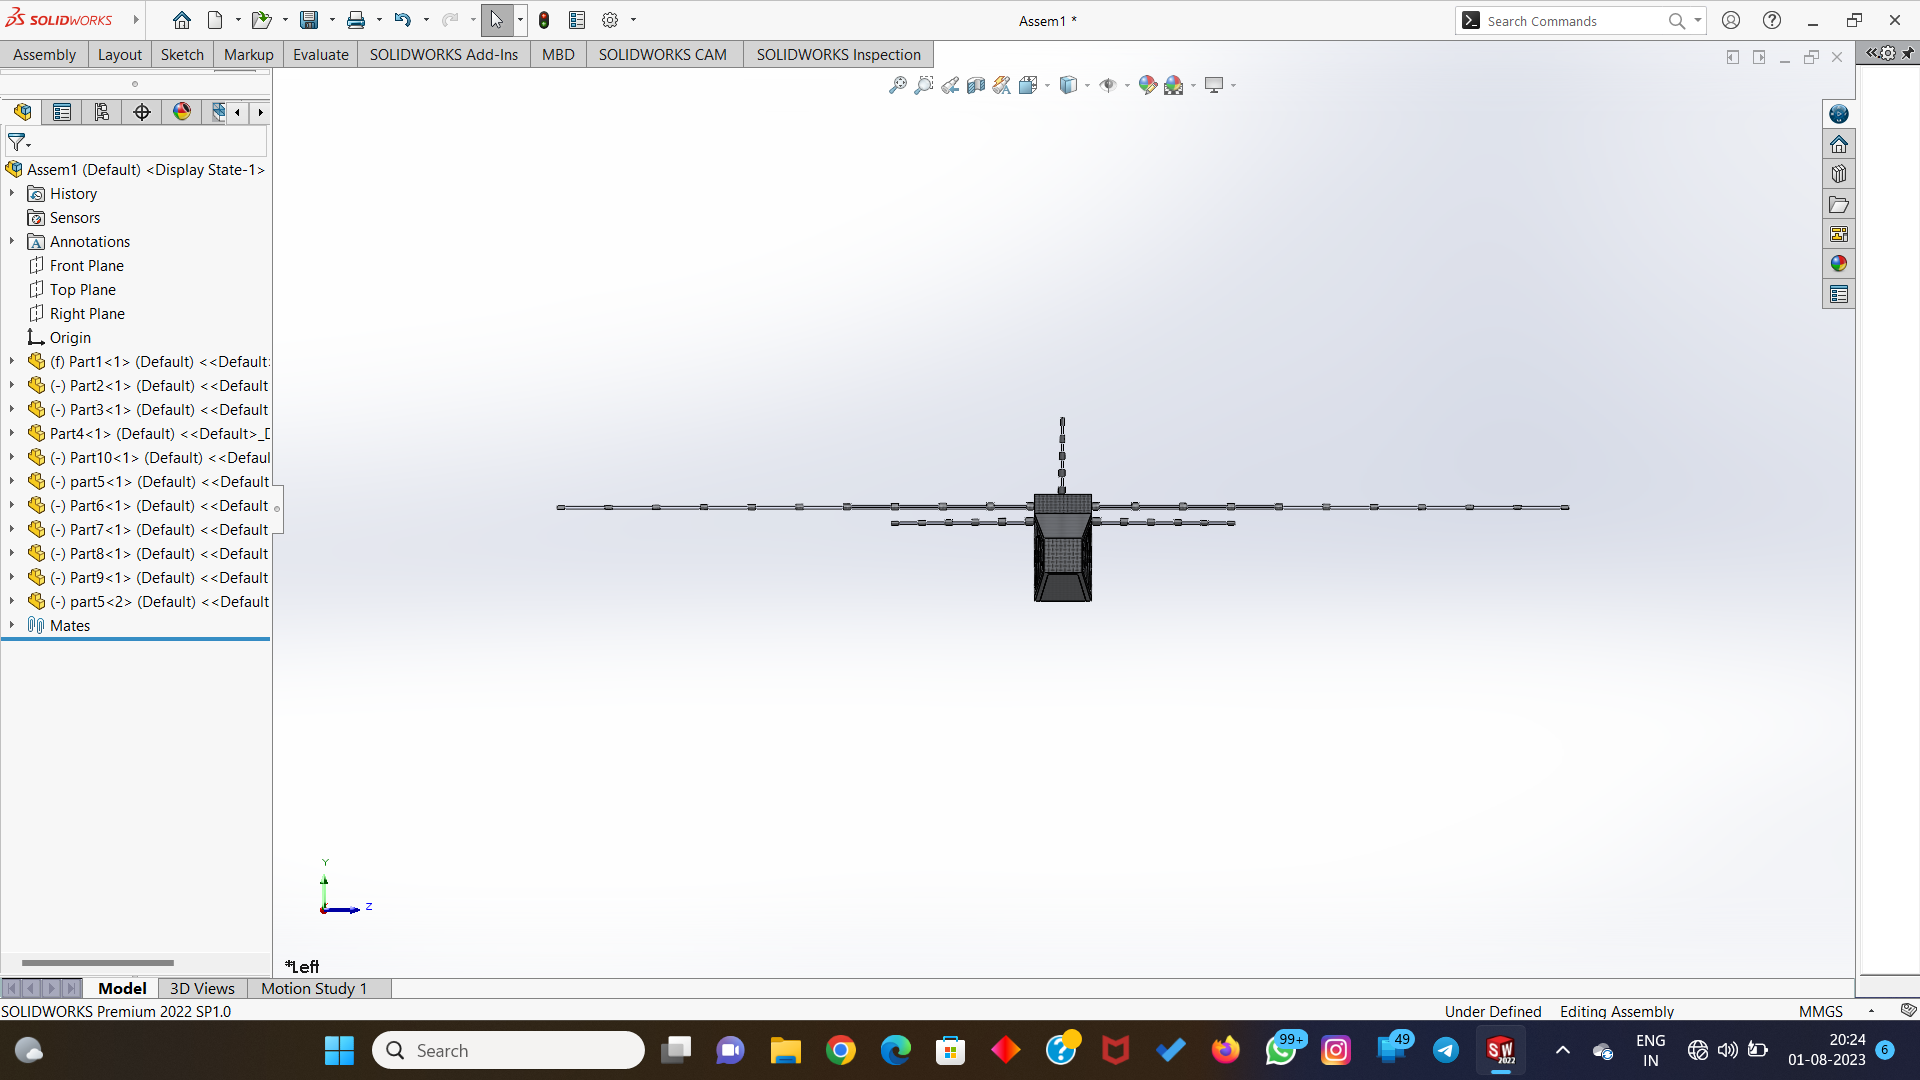 SOLIDWORKS
Assem1 *
Search Commands
Assembly Layout Sketch Markup Evaluate SOLIDWORKS Add-Ins MBD SOLIDWORKS CAM SOLIDWORKS Inspection
Assem1 (Default) <Display State-1>
History
Sensors
Annotations
Front Plane
Top Plane
Right Plane
Origin
(f) Part1<1> (Default) <<Default>
(-) Part2<1> (Default) <<Default
(-) Part3<1> (Default) <<Default
Part4<1> (Default) <<Default>_D
(-) Part10<1> (Default) <<Defaul
(-) part5<1> (Default) <<Default
(-) Part6<1> (Default) <<Default
(-) Part7<1> (Default) <<Default
(-) Part8<1> (Default) <<Default
(-) Part9<1> (Default) <<Default
(-) part5<2> (Default) <<Default
Mates
Y
Z
*Left
Model 3D Views Motion Study 1
SOLIDWORKS Premium 2022 SP1.0
Under Defined Editing Assembly MMGS
Search
99+
49
SW 2022
ENG
IN
20:24
01-08-2023
6